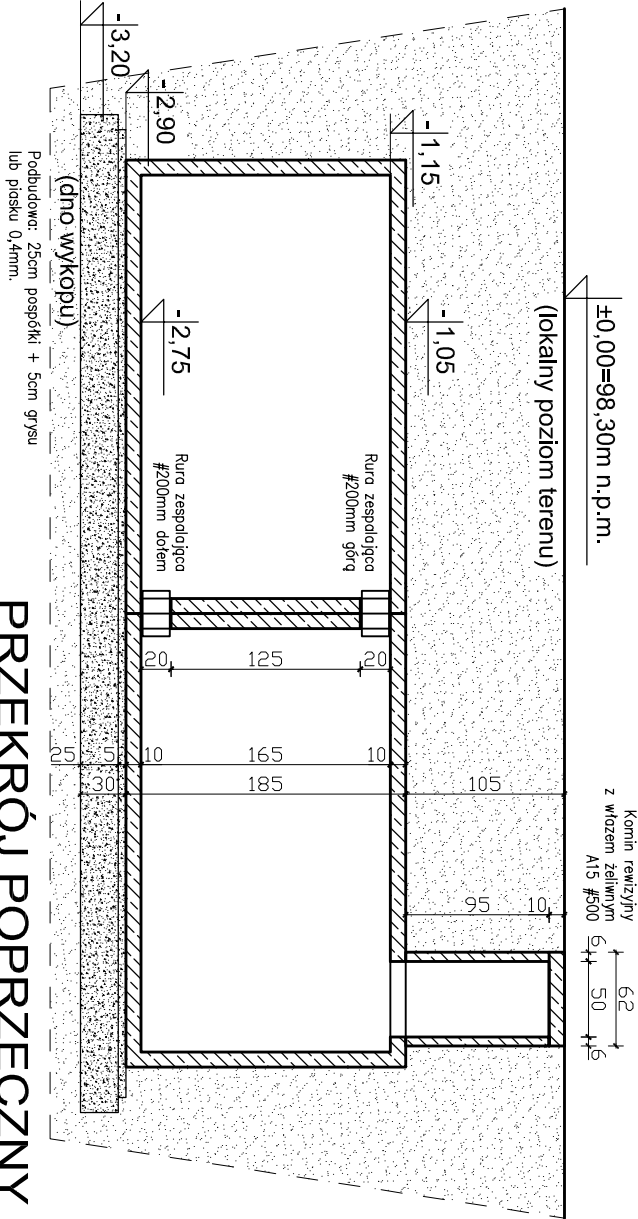 ±0,00=98,30m n.p.m.
(lokalny poziom terenu)
Komin rewizyjny
z włazem żeliwnym
A15 #500
62
6
50
6
10
95
105
- 1,15
- 1,05
Rura zespalająca
#200mm górą
20
125
20
10
165
10
185
Rura zespalająca
#200mm dołem
- 2,75
- 2,90
- 3,20
5
25
30
(dno wykopu)
Podbudowa: 25cm pospółki + 5cm grysu
lub piasku 0,4mm.
PRZEKRÓJ POPRZECZNY